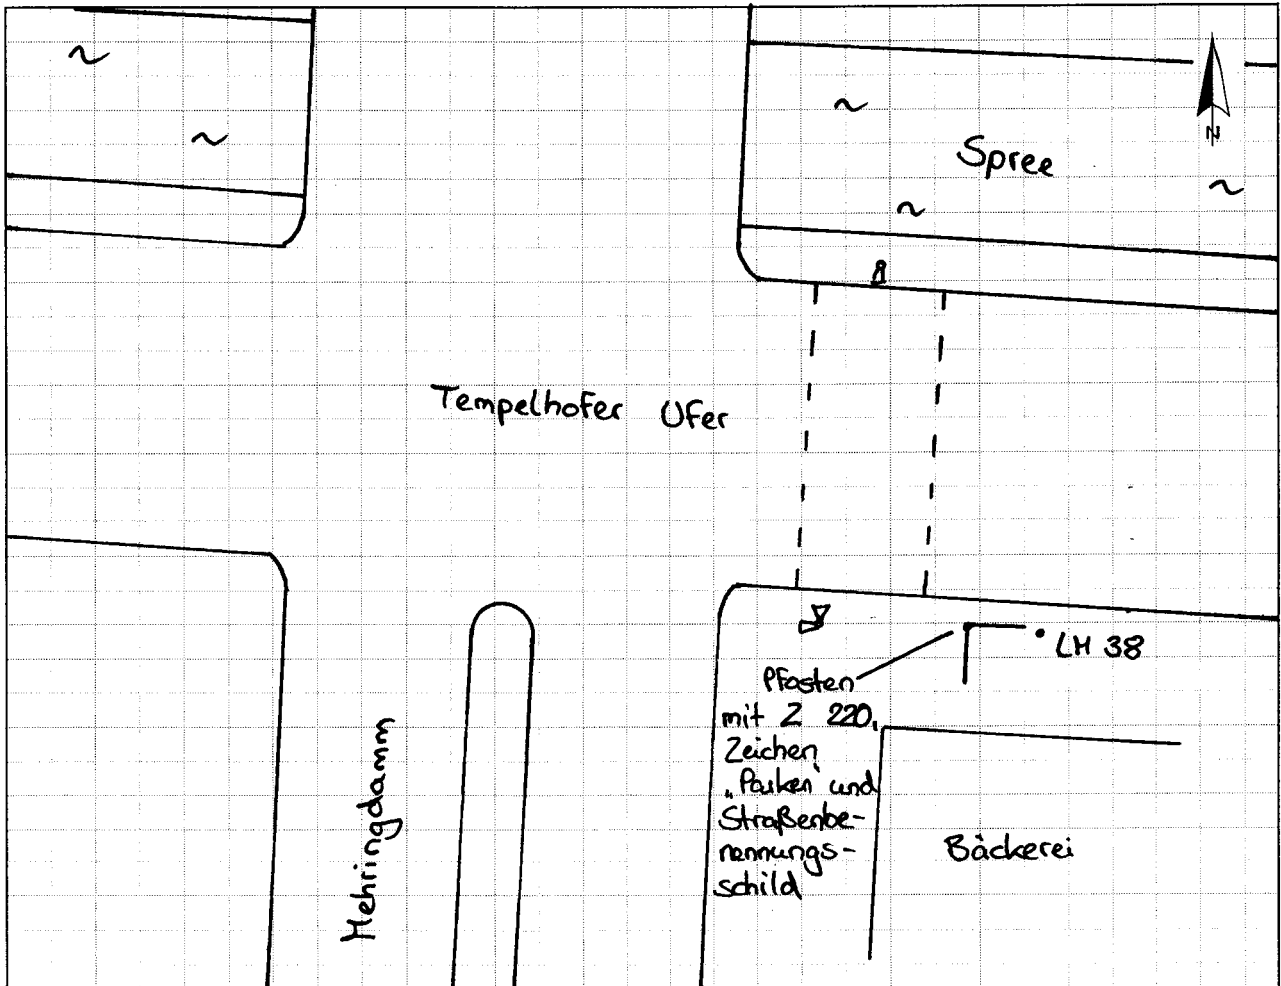 N
Spree
Tempelhofer Ufer
LH 38
Pfosten
mit Z 220,
Zeichen
"Parken" und
Straßenbe-
nennungs-
schild
Bäckerei
Mehringdamm